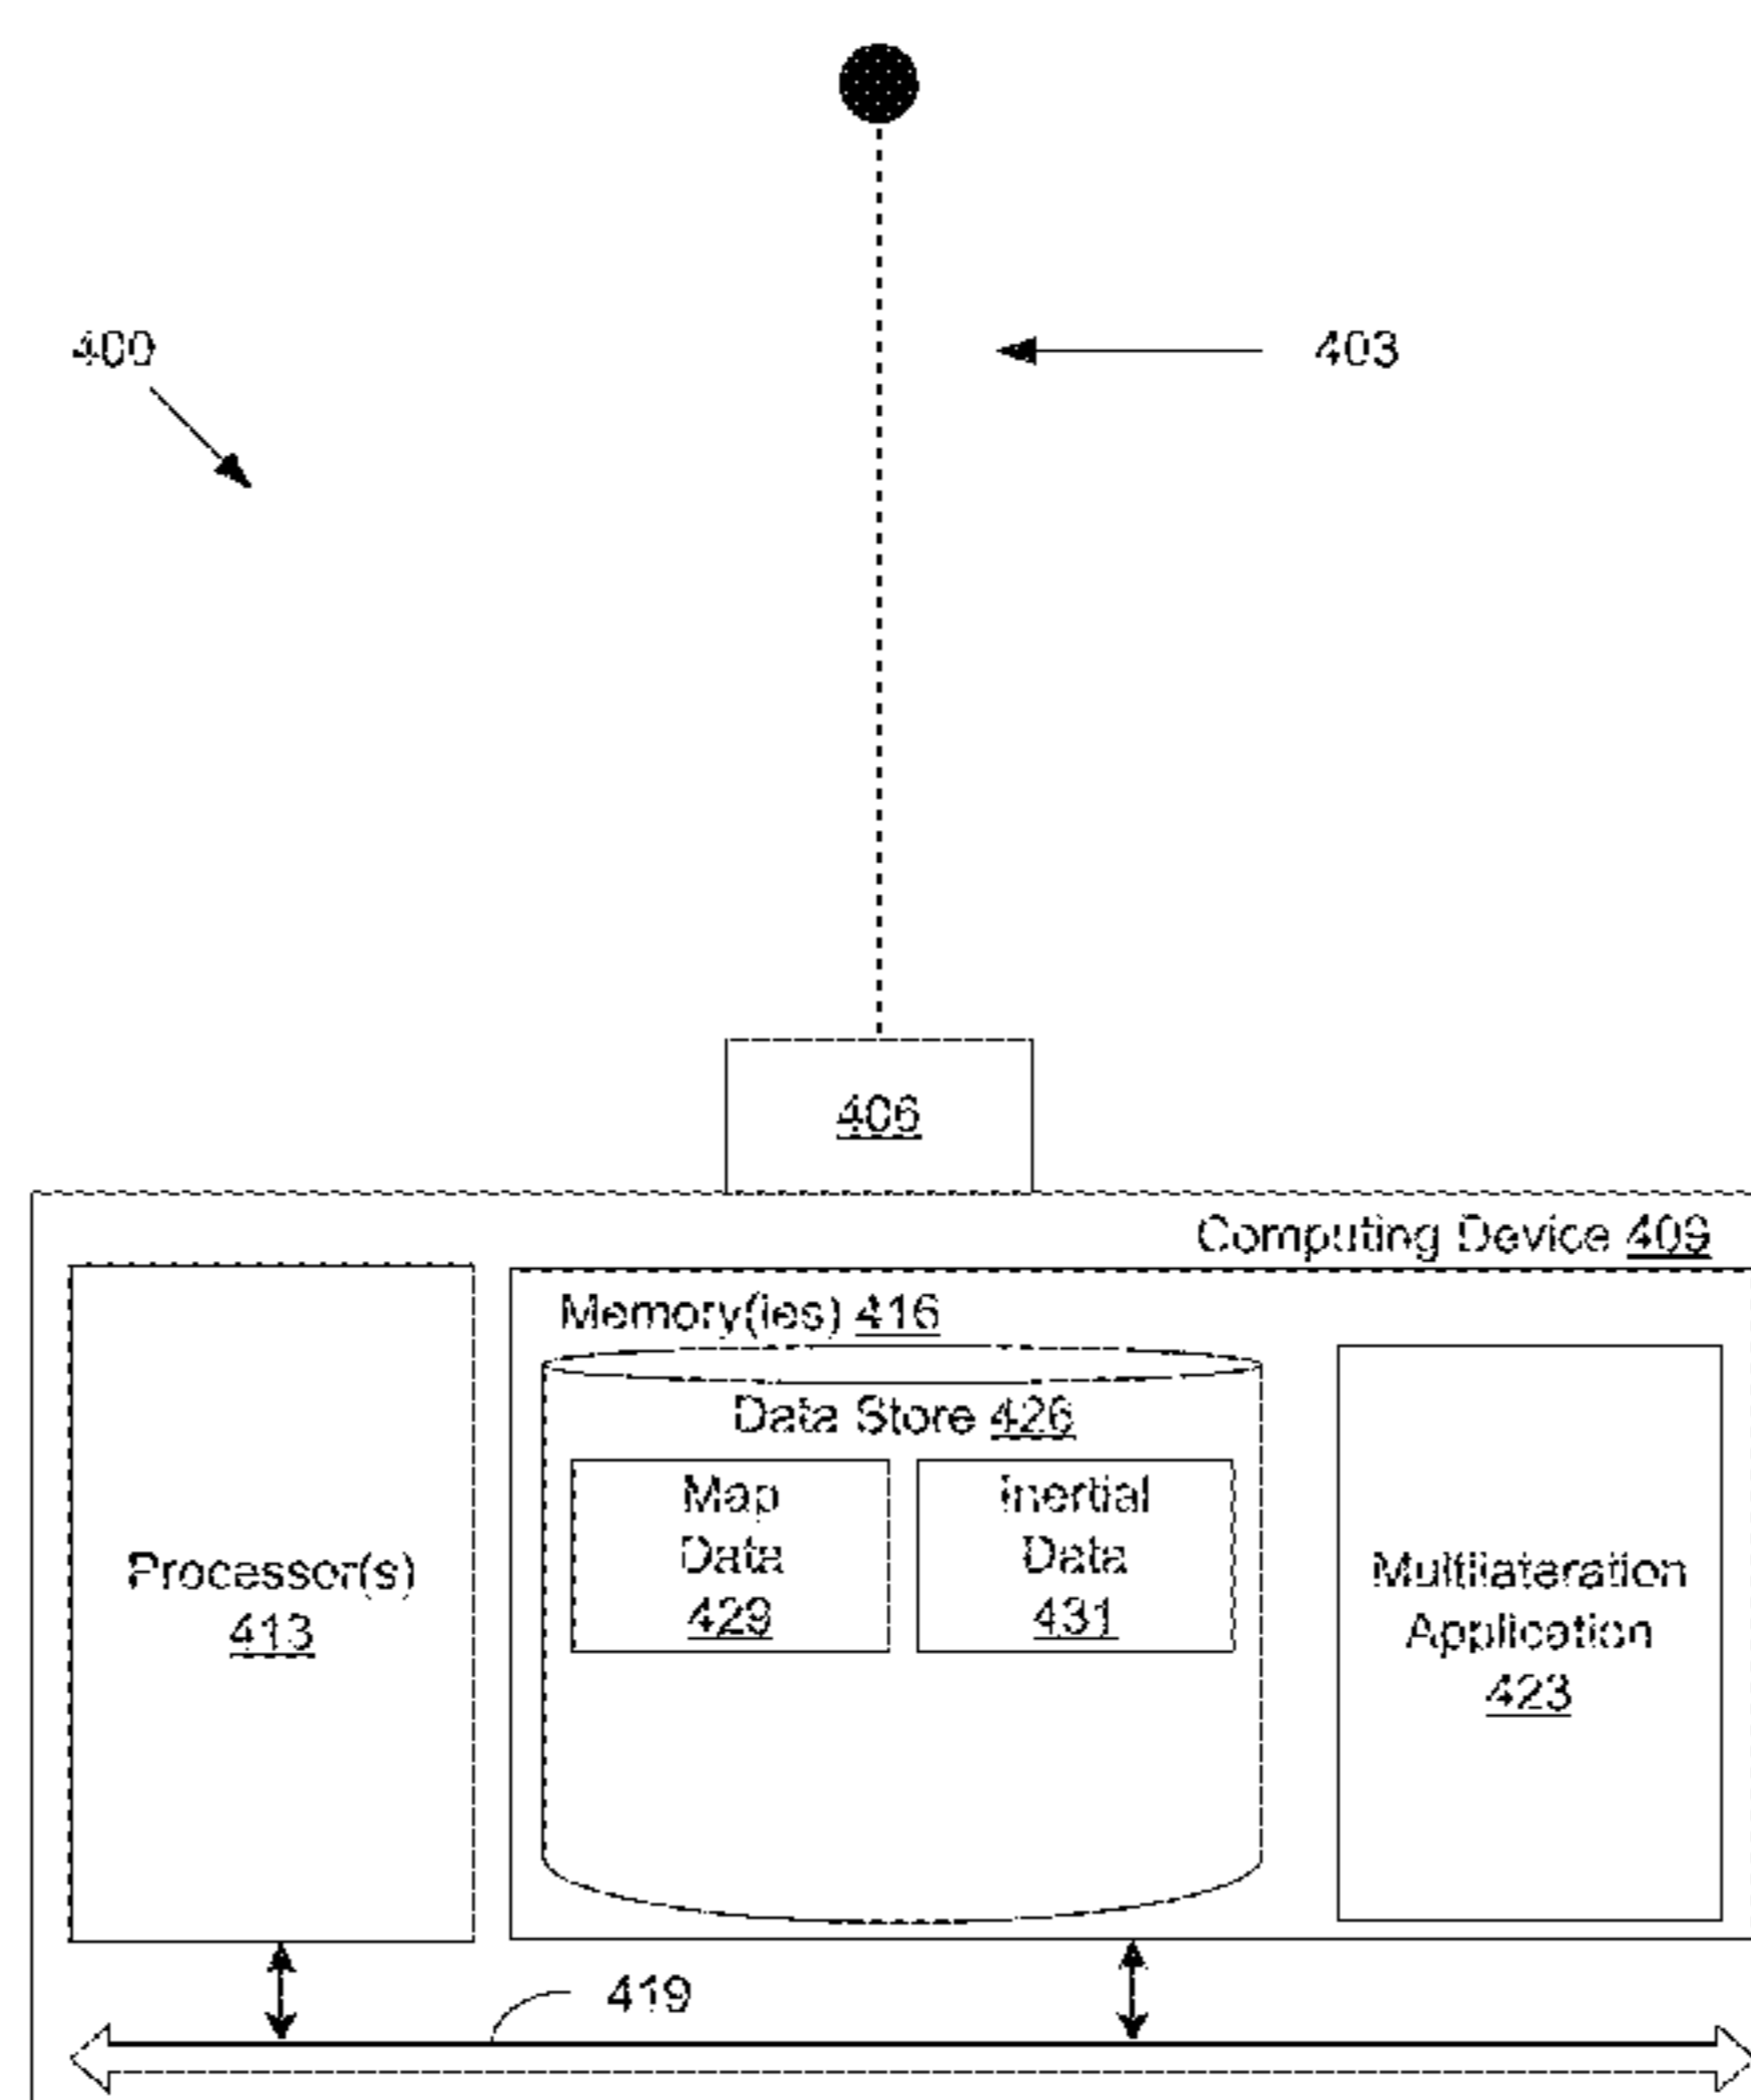 400
403
406
Computing Device 409
Memory(ies) 416
Data Store 426
Map
Data
429
Inertial
Data
431
Processor(s)
413
Multilateration
Application
423
419